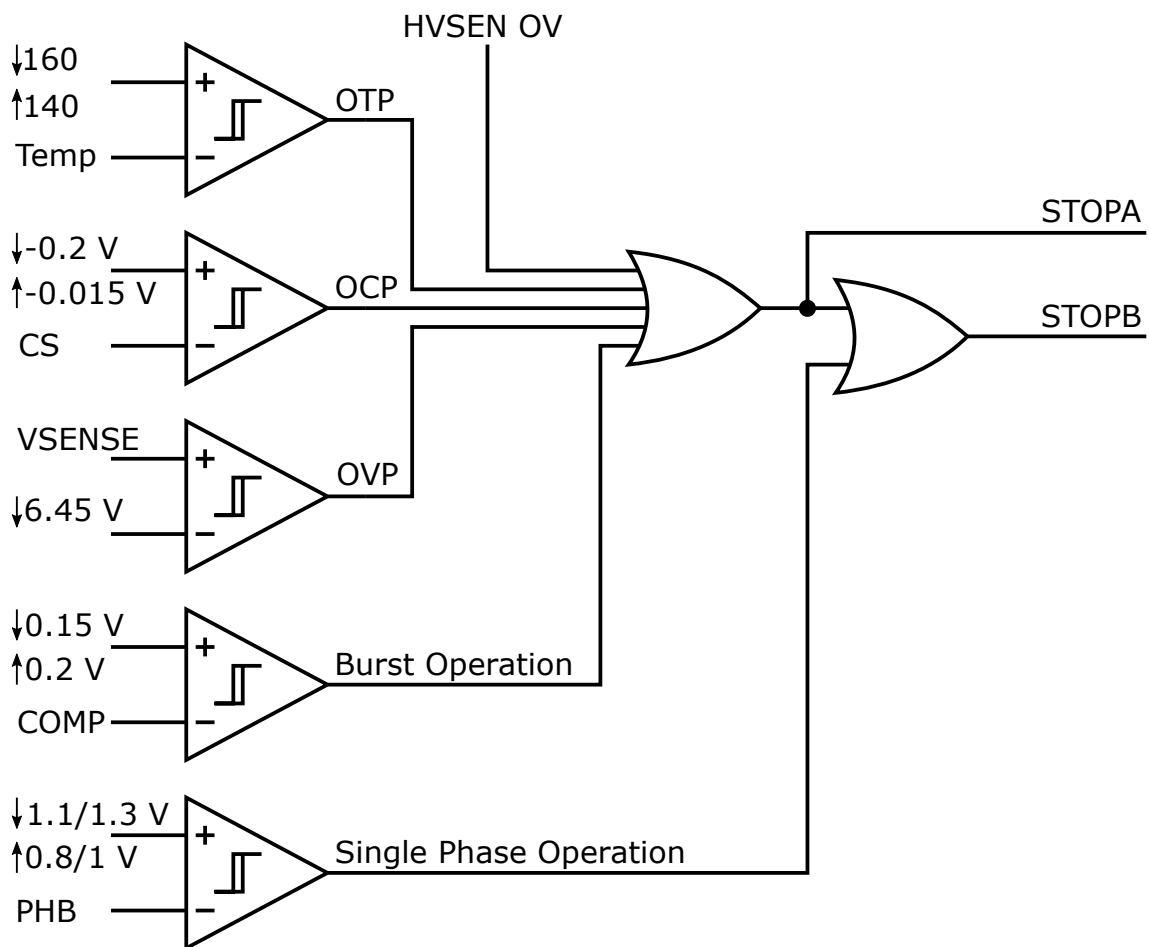 HVSEN OV
↓160
+
↑140
OTP
Temp
−
STOPA
↓-0.2 V
+
↑-0.015 V
OCP
CS
−
STOPB
VSENSE
+
OVP
↓6.45 V
−
↓0.15 V
+
↑0.2 V
Burst Operation
COMP
−
↓1.1/1.3 V
+
↑0.8/1 V
Single Phase Operation
PHB
−